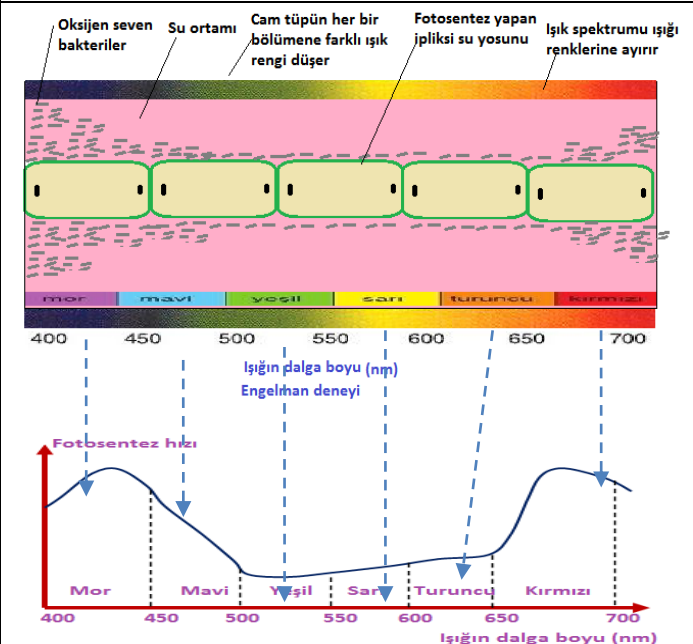 Oksijen seven
bakteriler
Su ortamı
Cam tüpün her bir
bölümene farklı ışık
rengi düşer
Fotosentez yapan
ipliksi su yosunu
Işık spektrumu ışığı
renklerine ayırır
mor mavi yeşil sarı turuncu kırmızı
400 450 500 550 600 650 700
Işığın dalga boyu (nm)
Engelman deneyi
Fotosentez hızı
Mor Mavi Yeşil Sarı Turuncu Kırmızı
400 450 500 550 600 650 700
Işığın dalga boyu (nm)